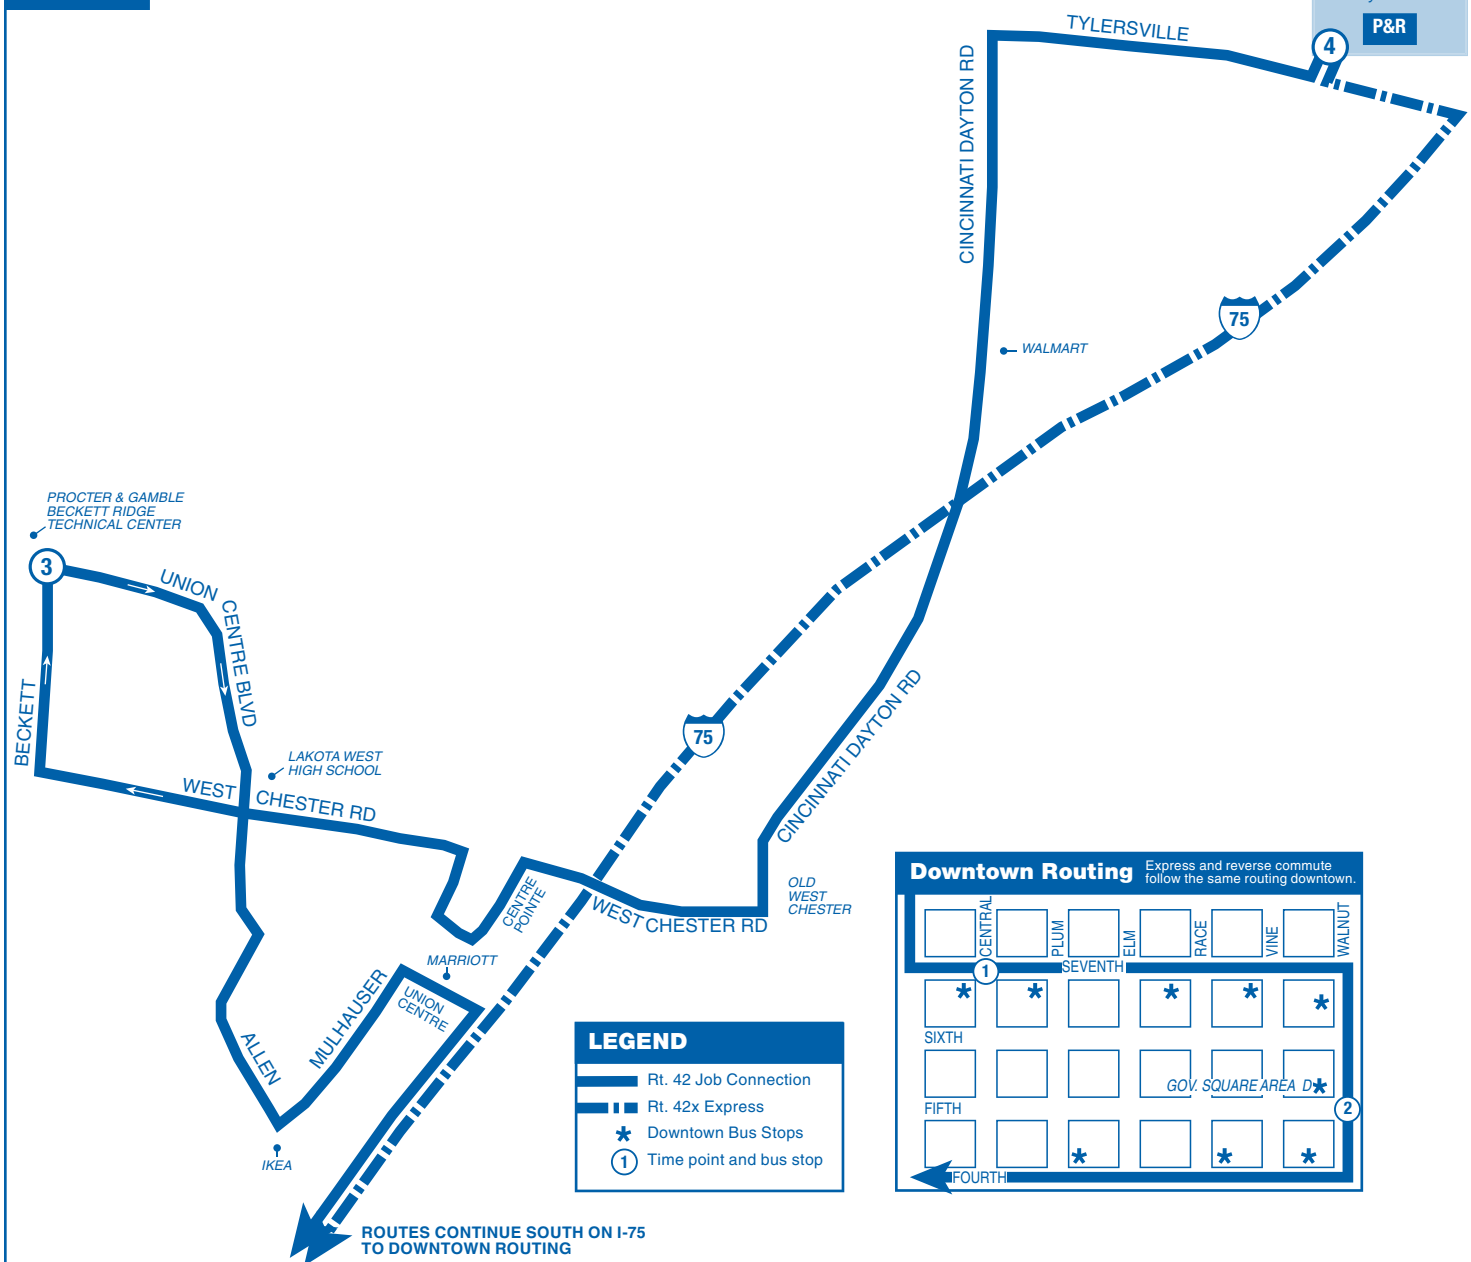 P&R
4
TYLERSVILLE
CINCINNATI DAYTON RD
75
WALMART
PROCTER & GAMBLE
BECKETT RIDGE
TECHNICAL CENTER
3
UNION CENTRE BLVD
BECKETT
LAKOTA WEST
HIGH SCHOOL
WEST CHESTER RD
75
CINCINNATI DAYTON RD
OLD
WEST
CHESTER
CENTRE
POINTE
WEST CHESTER RD
MARRIOTT
UNION
CENTRE
MULHAUSER
ALLEN
IKEA
ROUTES CONTINUE SOUTH ON I-75
TO DOWNTOWN ROUTING
LEGEND
Rt. 42 Job Connection
Rt. 42x Express
* Downtown Bus Stops
1 Time point and bus stop
Downtown Routing
Express and reverse commute
follow the same routing downtown.
CENTRAL
PLUM
ELM
RACE
VINE
WALNUT
1
SEVENTH
SIXTH
GOV. SQUARE AREA D
FIFTH
2
FOURTH